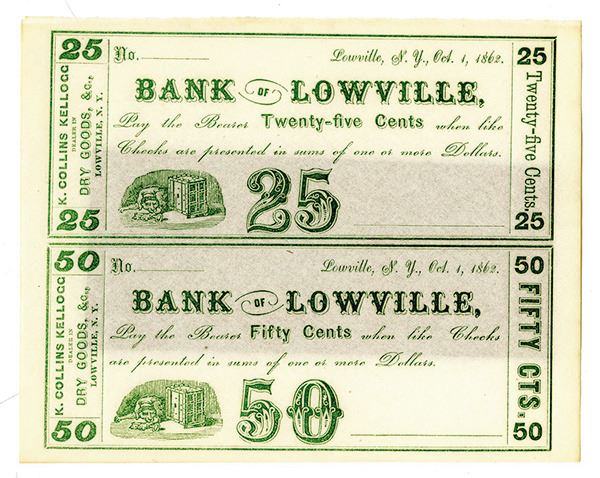 25
K. COLLINS KELLOGG
DEALER IN
DRY GOODS, &c.,
LOWVILLE, N. Y.
25
No.
Lowville, N. Y., Oct. 1, 1862.
BANK OF LOWVILLE,
Pay the Bearer Twenty-five Cents when like
Checks are presented in sums of one or more Dollars.
25
25
Twenty-five Cents.
25
50
K. COLLINS KELLOGG
DEALER IN
DRY GOODS, &c.,
LOWVILLE, N. Y.
50
No.
Lowville, N. Y., Oct. 1, 1862.
BANK OF LOWVILLE,
Pay the Bearer Fifty Cents when like Checks
are presented in sums of one or more Dollars.
50
50
FIFTY CTS.
50